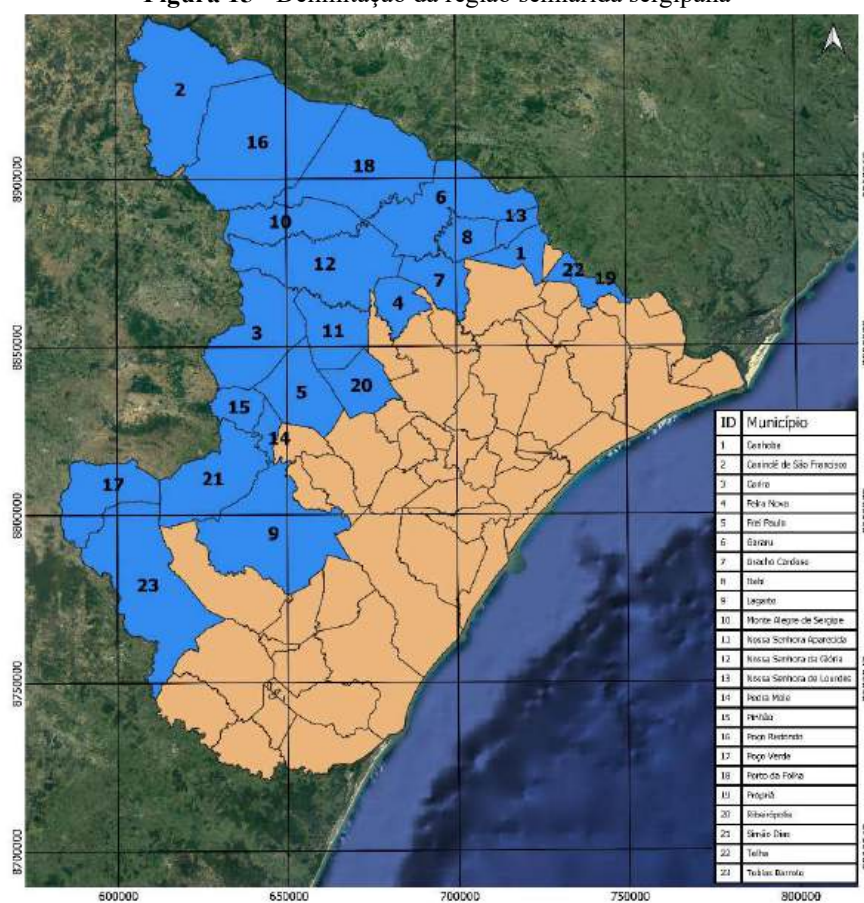 Figura 15 - Delimitação da região semiárida sergipana
2
16
18
8900000
6
10
13
8
1
12
22
19
7
4
3
11
8850000
5
20
15
14
ID Município
1 Canhoba
2 Canindé de São Francisco
3 Carira
4 Feira Nova
5 Frei Paulo
6 Gararu
7 Gracho Cardoso
8 Itabi
9 Lagarto
10 Monte Alegre de Sergipe
11 Nossa Senhora Aparecida
12 Nossa Senhora da Glória
13 Nossa Senhora de Lourdes
14 Pedra Mole
15 Pinhão
16 Poço Redondo
17 Poço Verde
18 Porto da Folha
19 Propriá
20 Ribeirópolis
21 Simão Dias
22 Telha
23 Tobias Barreto
17
21
8800000
9
23
8750000
8700000
600000 650000 700000 750000 800000